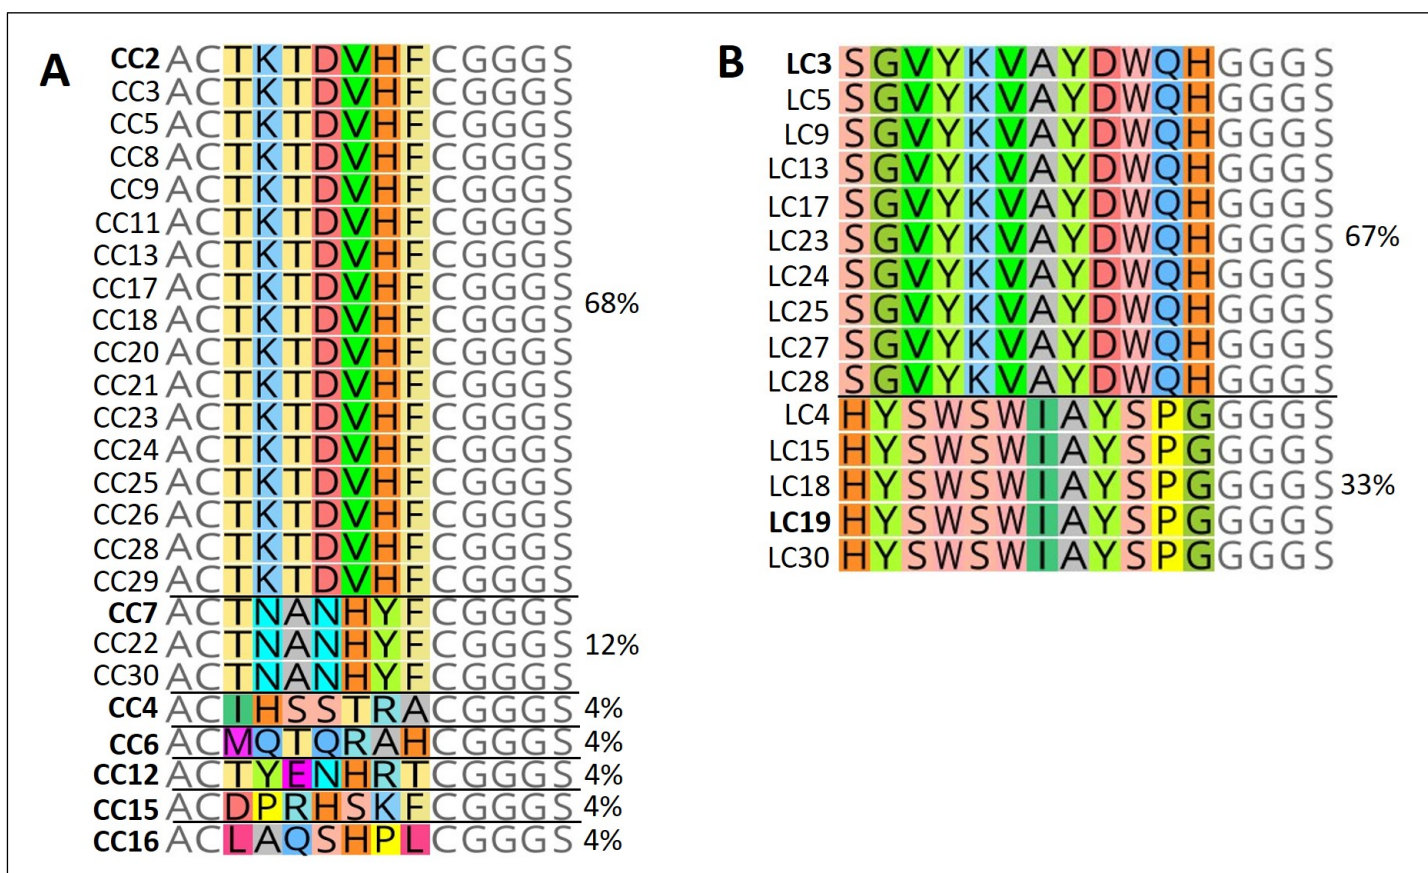 A
CC2 ACTKTDVHFCGGGS
CC3 ACTKTDVHFCGGGS
CC5 ACTKTDVHFCGGGS
CC8 ACTKTDVHFCGGGS
CC9 ACTKTDVHFCGGGS
CC11 ACTKTDVHFCGGGS
CC13 ACTKTDVHFCGGGS
CC17 ACTKTDVHFCGGGS
68%
CC18 ACTKTDVHFCGGGS
CC20 ACTKTDVHFCGGGS
CC21 ACTKTDVHFCGGGS
CC23 ACTKTDVHFCGGGS
CC24 ACTKTDVHFCGGGS
CC25 ACTKTDVHFCGGGS
CC26 ACTKTDVHFCGGGS
CC28 ACTKTDVHFCGGGS
CC29 ACTKTDVHFCGGGS
CC7 ACTNANHYFCGGGS
CC22 ACTNANHYFCGGGS 12%
CC30 ACTNANHYFCGGGS
CC4 ACIHSSTRACGGGS 4%
CC6 ACMQTQRAHCGGGS 4%
CC12 ACTYENHRTCGGGS 4%
CC15 ACDPRHSKFCGGGS 4%
CC16 ACLAQSHPLCGGGS 4%
B
LC3 SGVYKVAYDWQHGGGS
LC5 SGVYKVAYDWQHGGGS
LC9 SGVYKVAYDWQHGGGS
LC13 SGVYKVAYDWQHGGGS
LC17 SGVYKVAYDWQHGGGS
LC23 SGVYKVAYDWQHGGGS 67%
LC24 SGVYKVAYDWQHGGGS
LC25 SGVYKVAYDWQHGGGS
LC27 SGVYKVAYDWQHGGGS
LC28 SGVYKVAYDWQHGGGS
LC4 HYSWSWIAYSPGGGGS
LC15 HYSWSWIAYSPGGGGS
LC18 HYSWSWIAYSPGGGGS 33%
LC19 HYSWSWIAYSPGGGGS
LC30 HYSWSWIAYSPGGGGS